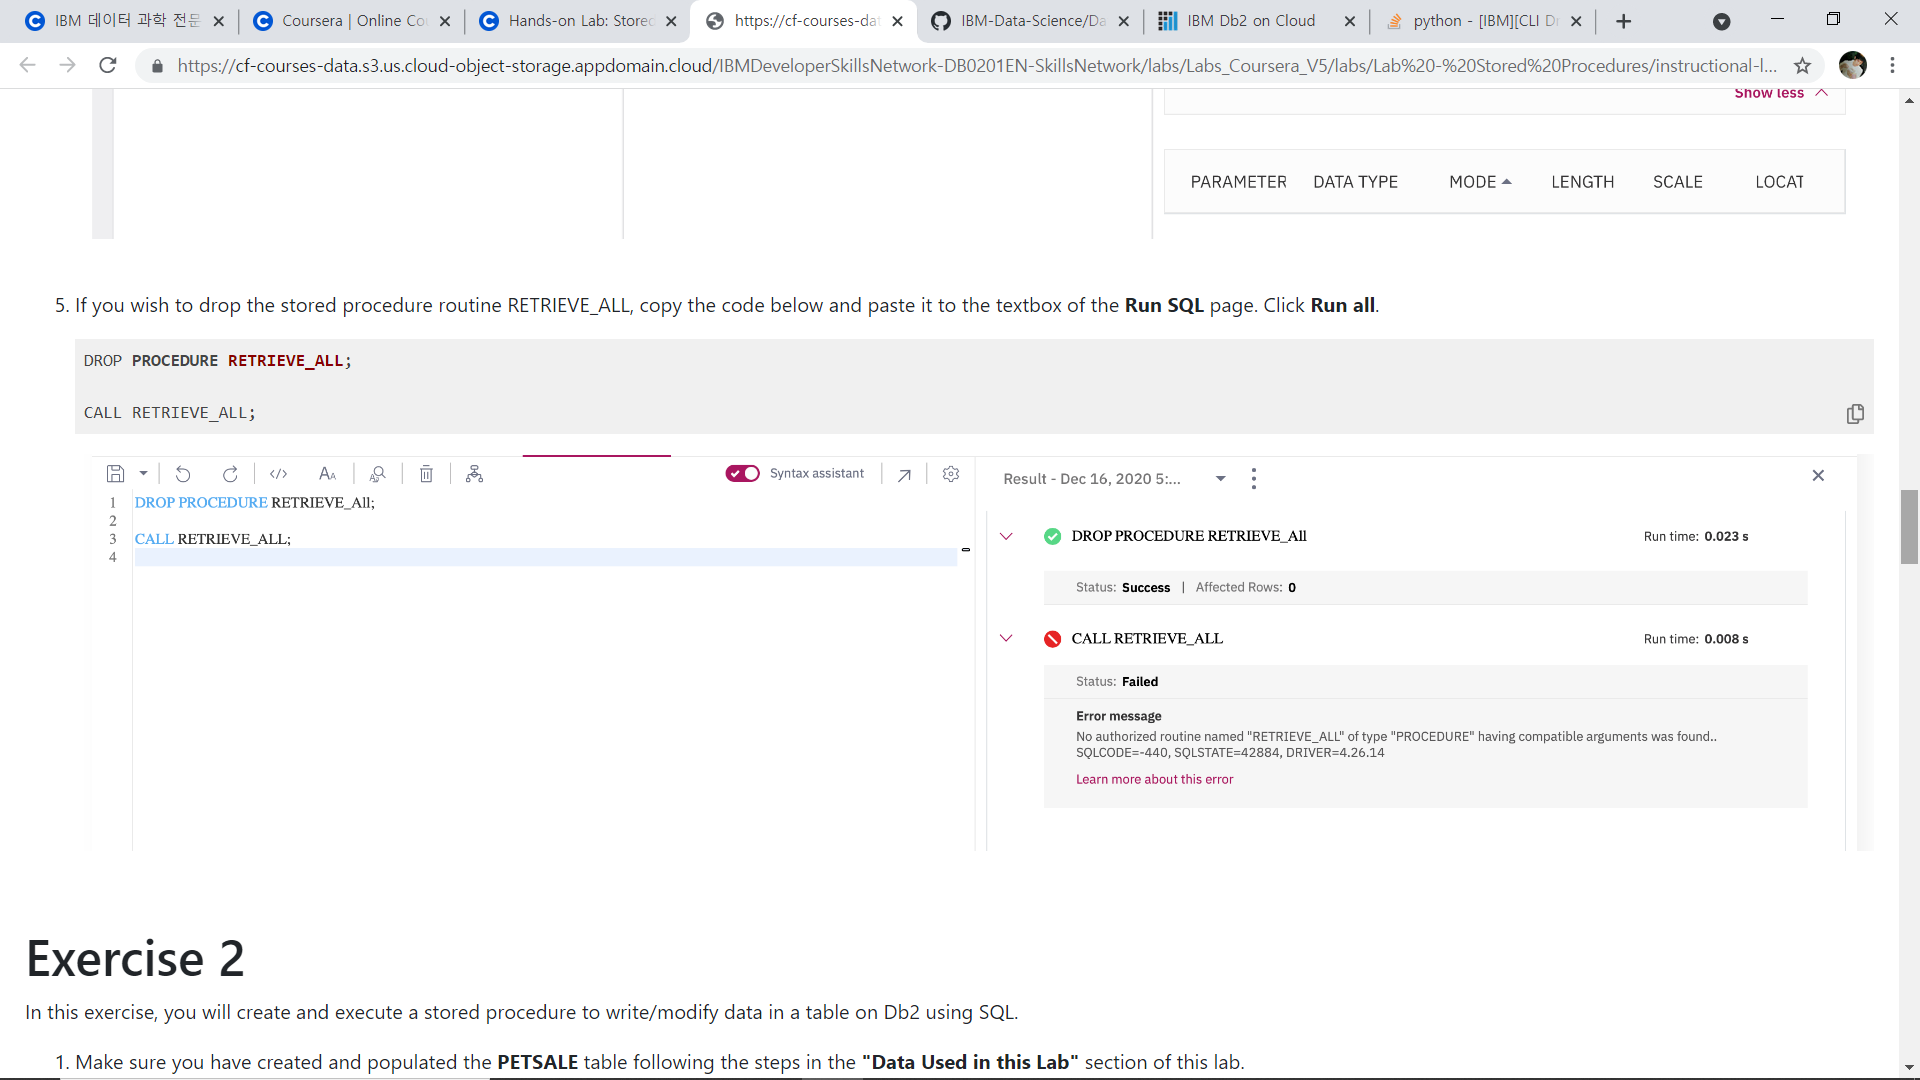 IBM 데이터 과학 전문
Coursera | Online Co
Hands-on Lab: Stored
https://cf-courses-dat
IBM-Data-Science/Da
IBM Db2 on Cloud
python - [IBM][CLI Dr
https://cf-courses-data.s3.us.cloud-object-storage.appdomain.cloud/IBMDeveloperSkillsNetwork-DB0201EN-SkillsNetwork/labs/Labs_Coursera_V5/labs/Lab%20-%20Stored%20Procedures/instructional-l...
Show less
PARAMETER DATA TYPE MODE LENGTH SCALE LOCAT
5. If you wish to drop the stored procedure routine RETRIEVE_ALL, copy the code below and paste it to the textbox of the Run SQL page. Click Run all.
DROP PROCEDURE RETRIEVE_ALL;
CALL RETRIEVE_ALL;
Syntax assistant
1 DROP PROCEDURE RETRIEVE_All;
2
3 CALL RETRIEVE_ALL;
4
Result - Dec 16, 2020 5:...
DROP PROCEDURE RETRIEVE_All Run time: 0.023 s
Status: Success | Affected Rows: 0
CALL RETRIEVE_ALL Run time: 0.008 s
Status: Failed
Error message
No authorized routine named "RETRIEVE_ALL" of type "PROCEDURE" having compatible arguments was found..
SQLCODE=-440, SQLSTATE=42884, DRIVER=4.26.14
Learn more about this error
Exercise 2
In this exercise, you will create and execute a stored procedure to write/modify data in a table on Db2 using SQL.
1. Make sure you have created and populated the PETSALE table following the steps in the "Data Used in this Lab" section of this lab.